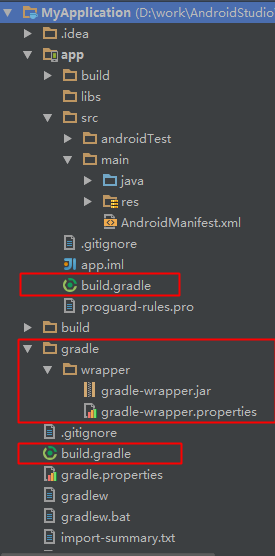 MyApplication (D:\work\AndroidStudio
.idea
app
build
libs
src
androidTest
main
java
res
AndroidManifest.xml
.gitignore
app.iml
build.gradle
proguard-rules.pro
build
gradle
wrapper
gradle-wrapper.jar
gradle-wrapper.properties
.gitignore
build.gradle
gradle.properties
gradlew
gradlew.bat
import-summary.txt